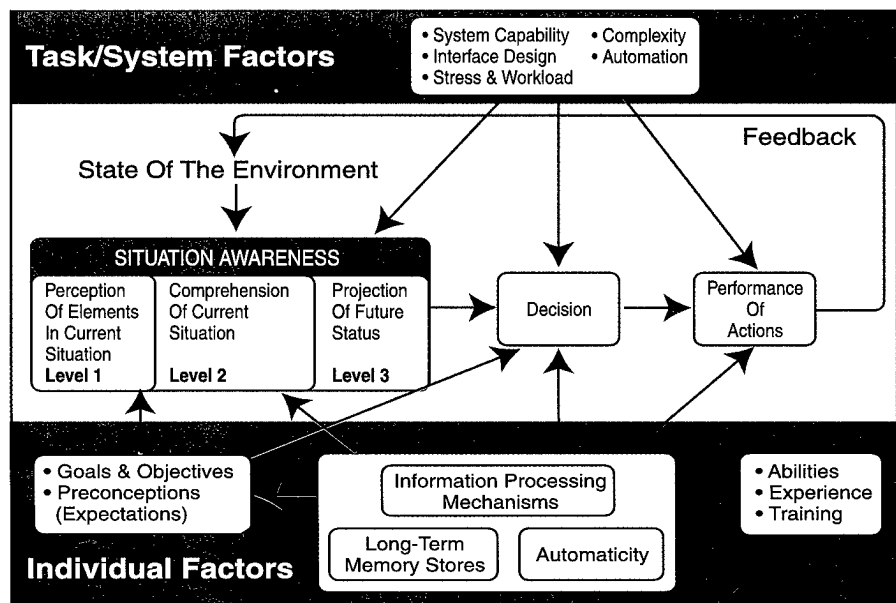 Task/System Factors
• System Capability
• Interface Design
• Stress & Workload
• Complexity
• Automation
Feedback
State Of The Environment
SITUATION AWARENESS
Perception
Of Elements
In Current
Situation
Level 1
Comprehension
Of Current
Situation
Level 2
Projection
Of Future
Status
Level 3
Decision
Performance
Of
Actions
• Goals & Objectives
• Preconceptions
(Expectations)
Information Processing
Mechanisms
Long-Term
Memory Stores
Automaticity
• Abilities
• Experience
• Training
Individual Factors